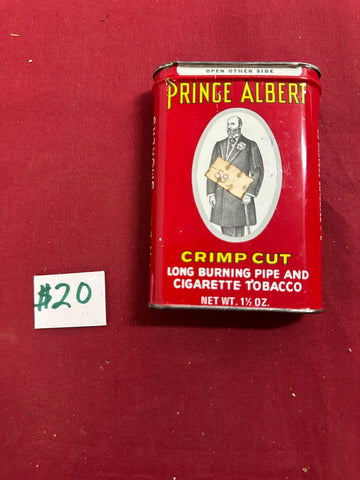 OPEN OTHER SIDE
PRINCE ALBERT
CRIMP CUT
LONG BURNING PIPE AND
CIGARETTE TOBACCO
NET WT. 1½ OZ.
#20